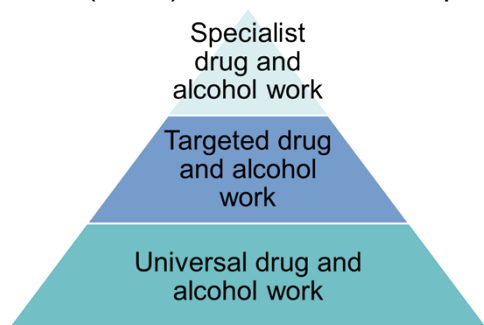 Specialist
drug and
alcohol work
Targeted drug
and alcohol
work
Universal drug and
alcohol work